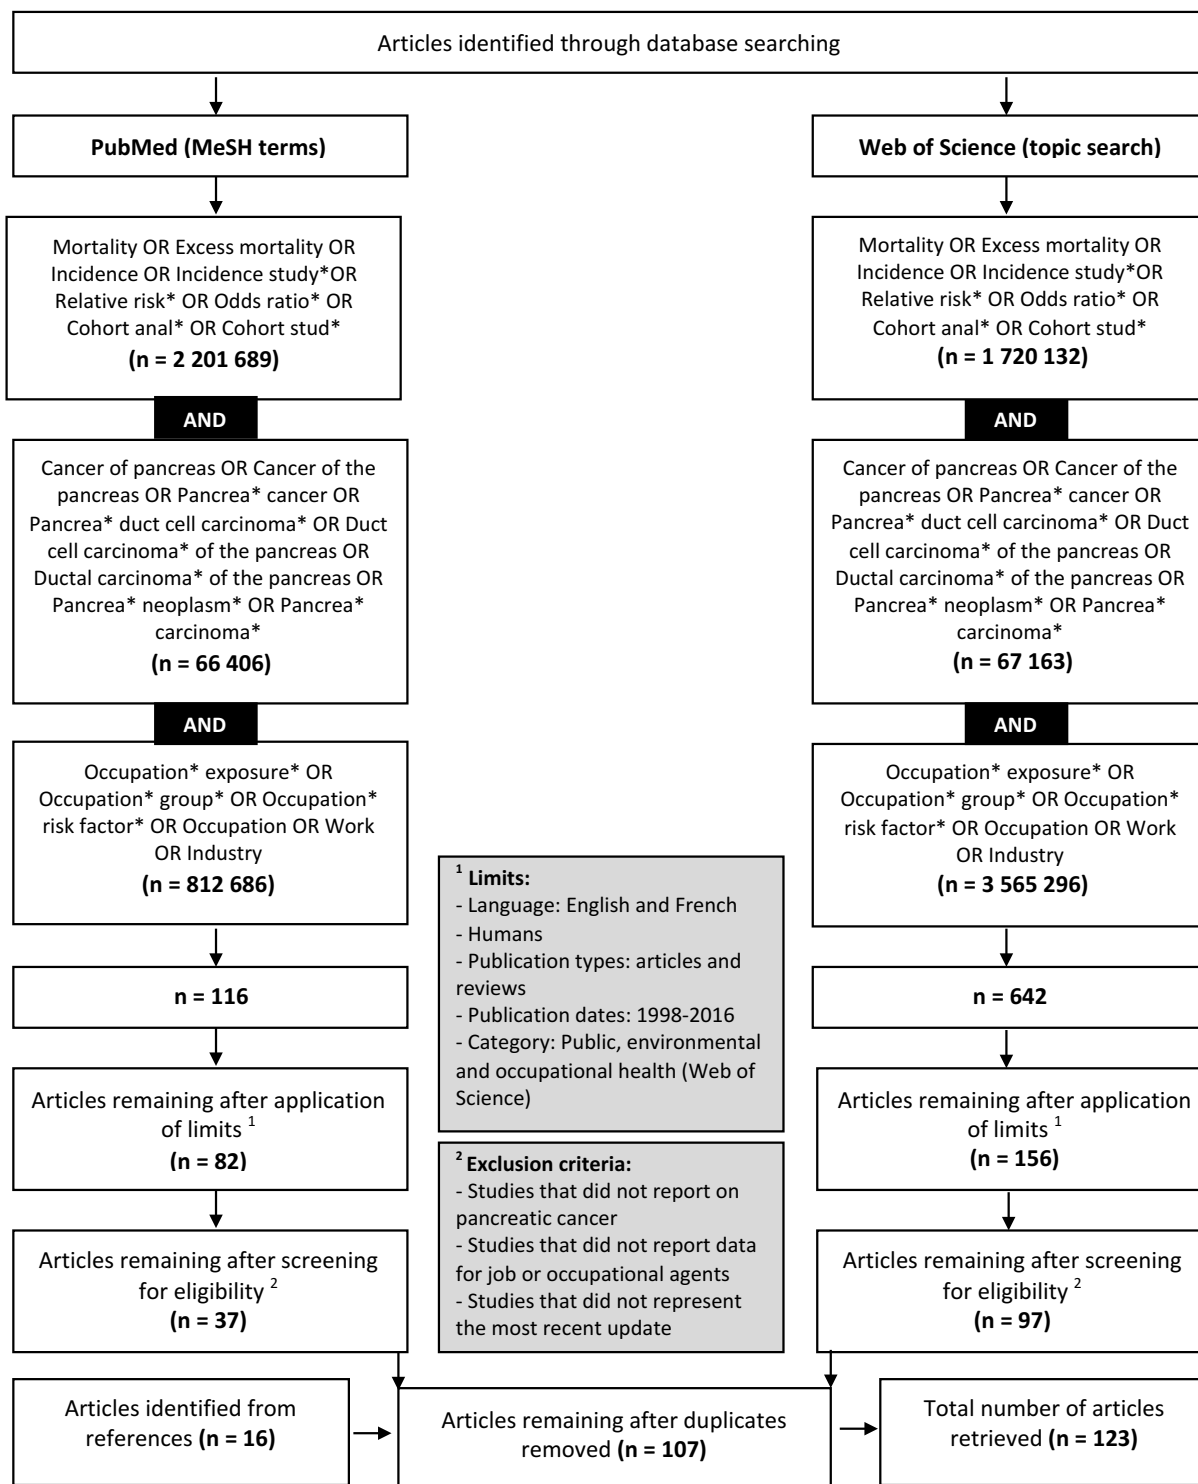 Articles identified through database searching
PubMed (MeSH terms)
Mortality OR Excess mortality OR
Incidence OR Incidence study*OR
Relative risk* OR Odds ratio* OR
Cohort anal* OR Cohort stud*
(n = 2 201 689)
AND
Cancer of pancreas OR Cancer of the
pancreas OR Pancrea* cancer OR
Pancrea* duct cell carcinoma* OR Duct
cell carcinoma* of the pancreas OR
Ductal carcinoma* of the pancreas OR
Pancrea* neoplasm* OR Pancrea*
carcinoma*
(n = 66 406)
AND
Occupation* exposure* OR
Occupation* group* OR Occupation*
risk factor* OR Occupation OR Work
OR Industry
(n = 812 686)
n = 116
Articles remaining after application
of limits 1
(n = 82)
Articles remaining after screening
for eligibility 2
(n = 37)
Web of Science (topic search)
Mortality OR Excess mortality OR
Incidence OR Incidence study*OR
Relative risk* OR Odds ratio* OR
Cohort anal* OR Cohort stud*
(n = 1 720 132)
AND
Cancer of pancreas OR Cancer of the
pancreas OR Pancrea* cancer OR
Pancrea* duct cell carcinoma* OR Duct
cell carcinoma* of the pancreas OR
Ductal carcinoma* of the pancreas OR
Pancrea* neoplasm* OR Pancrea*
carcinoma*
(n = 67 163)
AND
Occupation* exposure* OR
Occupation* group* OR Occupation*
risk factor* OR Occupation OR Work
OR Industry
(n = 3 565 296)
n = 642
Articles remaining after application
of limits 1
(n = 156)
Articles remaining after screening
for eligibility 2
(n = 97)
1 Limits:
- Language: English and French
- Humans
- Publication types: articles and
reviews
- Publication dates: 1998-2016
- Category: Public, environmental
and occupational health (Web of
Science)
2 Exclusion criteria:
- Studies that did not report on
pancreatic cancer
- Studies that did not report data
for job or occupational agents
- Studies that did not represent
the most recent update
Articles identified from
references (n = 16)
Articles remaining after duplicates
removed (n = 107)
Total number of articles
retrieved (n = 123)